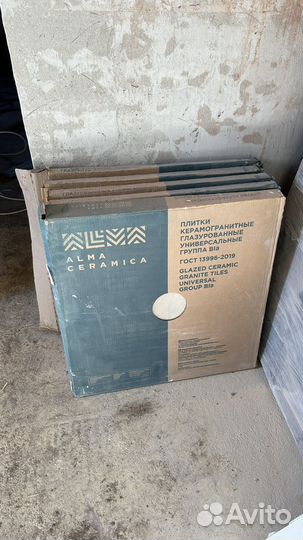 ALMA
ALMA
CERAMICA
ПЛИТКИ
КЕРАМОГРАНИТНЫЕ
ГЛАЗУРОВАННЫЕ
УНИВЕРСАЛЬНЫЕ
ГРУППА BIa
ГОСТ 13996-2019
GLAZED CERAMIC
GRANITE TILES
UNIVERSAL
GROUP BIa
Avito